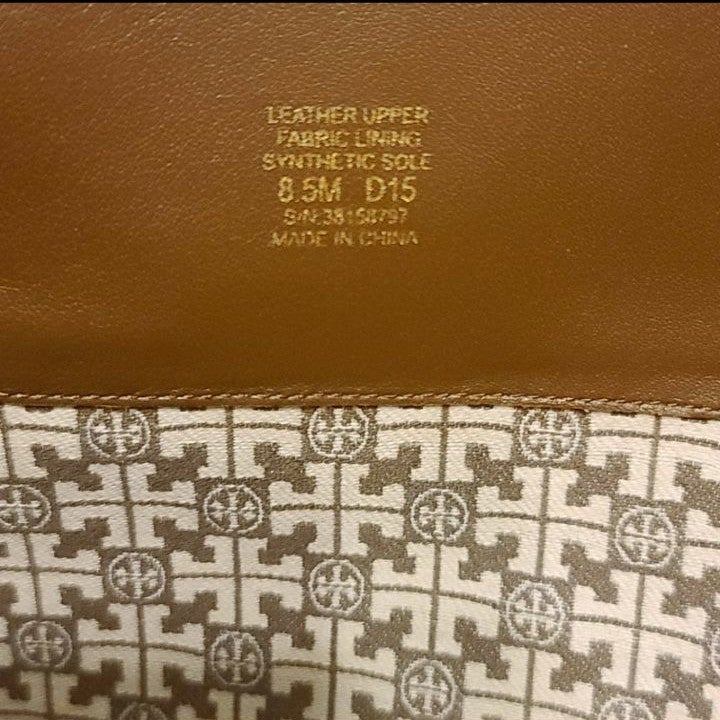 LEATHER UPPER
FABRIC LINING
SYNTHETIC SOLE
8.5M D15
S/N:38158797
MADE IN CHINA